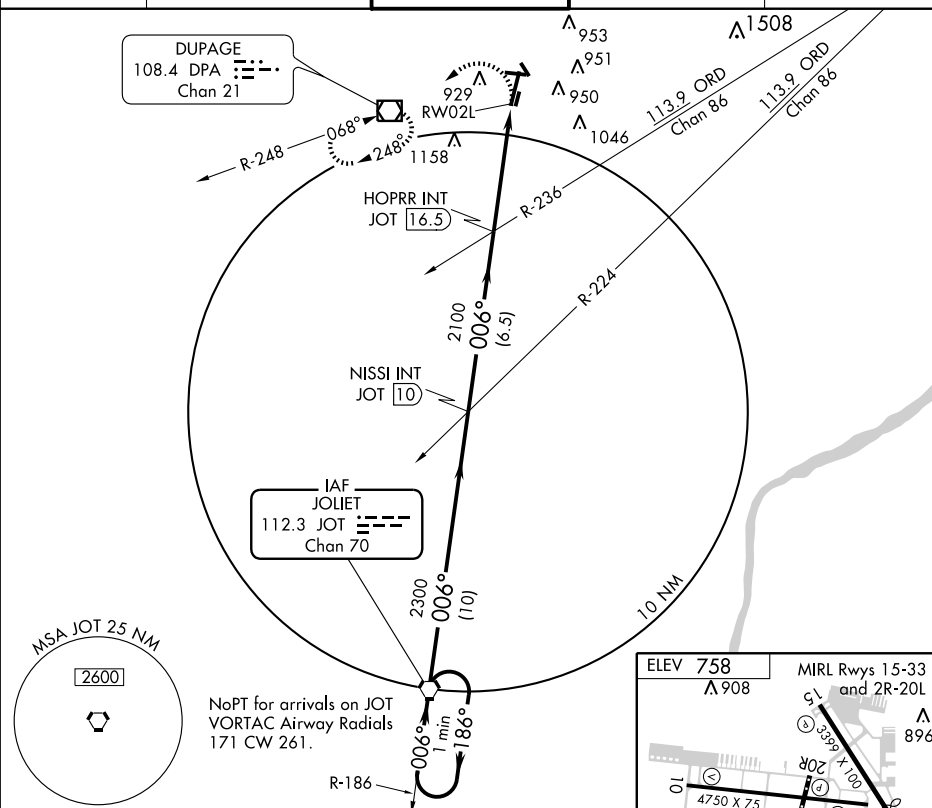 DUPAGE
108.4 DPA
Chan 21
953
951
950
1046
1508
929
RW02L
113.9 ORD
Chan 86
113.9 ORD
Chan 86
R-248
068°
248°
1158
HOPRR INT
JOT 16.5
R-236
R-224
2100
006°
(6.5)
NISSI INT
JOT 10
IAF
JOLIET
112.3 JOT
Chan 70
2300
006°
(10)
10 NM
MSA JOT 25 NM
2600
NoPT for arrivals on JOT
VORTAC Airway Radials
171 CW 261.
006°
1 min
186°
R-186
ELEV 758
MIRL Rwys 15-33
and 2R-20L
908
896
15
P
3399 X 100
20R
P
V
10
4750 X 75